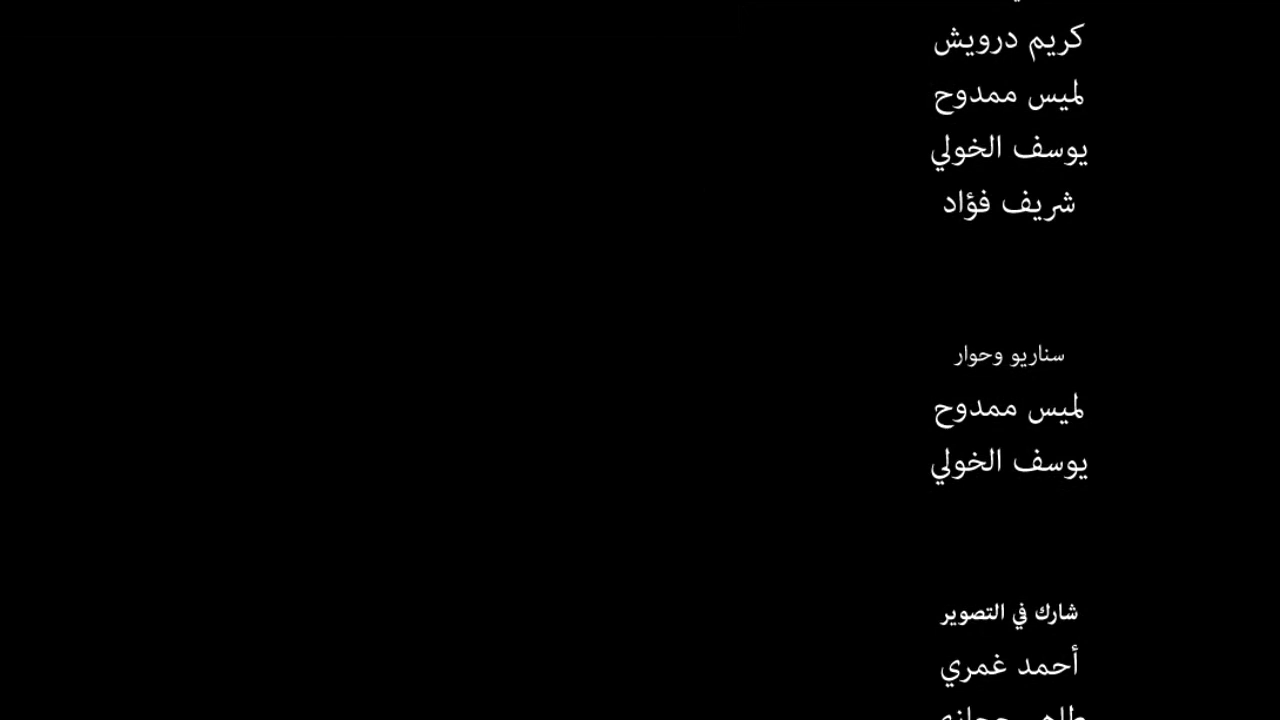 كريم درويش
لميس ممدوح
يوسف الخولي
شريف فؤاد
سناريو وحوار
لميس ممدوح
يوسف الخولي
شارك في التصوير
أحمد غمري